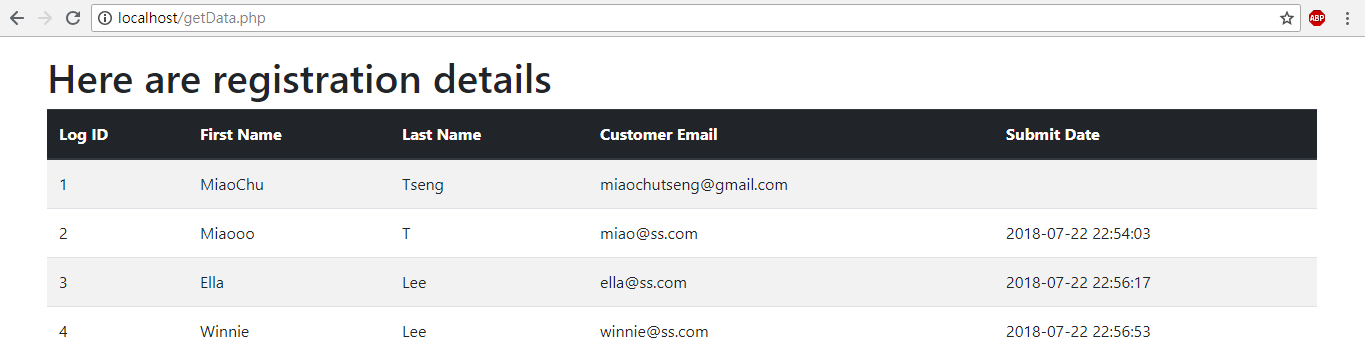 localhost/getData.php
ABP
Here are registration details
Log ID First Name Last Name Customer Email Submit Date
1 MiaoChu Tseng miaochutseng@gmail.com
2 Miaooo T miao@ss.com 2018-07-22 22:54:03
3 Ella Lee ella@ss.com 2018-07-22 22:56:17
4 Winnie Lee winnie@ss.com 2018-07-22 22:56:53